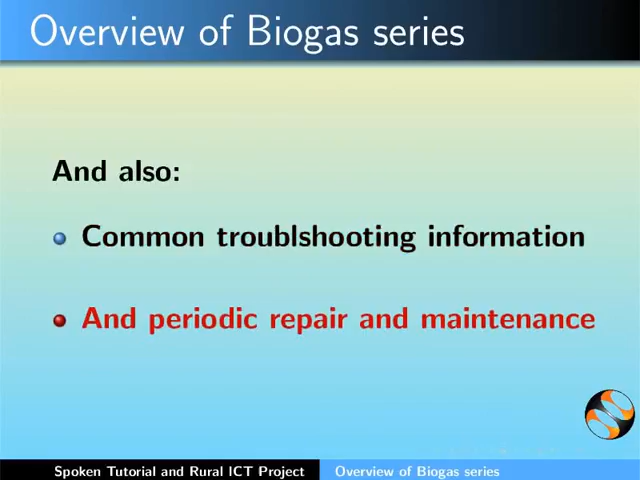 Overview of Biogas series
And also:
Common troublshooting information
And periodic repair and maintenance
Spoken Tutorial and Rural ICT Project
Overview of Biogas series